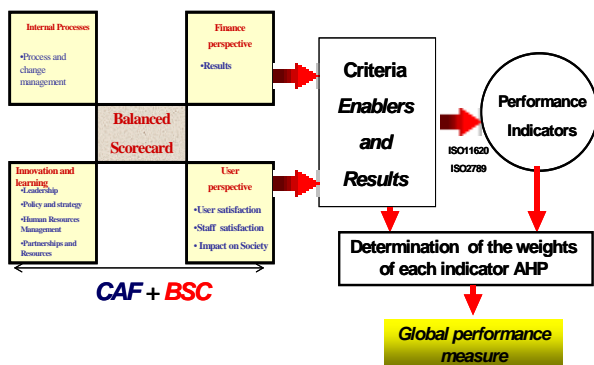 Internal Processes
•Process and
change
management
Finance
perspective
•Results
Balanced
Scorecard
Innovation and
learning
•Leadership
•Policy and strategy
•Human Resources
Management
•Partnerships and
Resources
User
perspective
•User satisfaction
•Staff satisfaction
• Impact on Society
CAF + BSC
Criteria
Enablers
and
Results
ISO11620
ISO2789
Performance
Indicators
Determination of the weights
of each indicator AHP
Global performance
measure